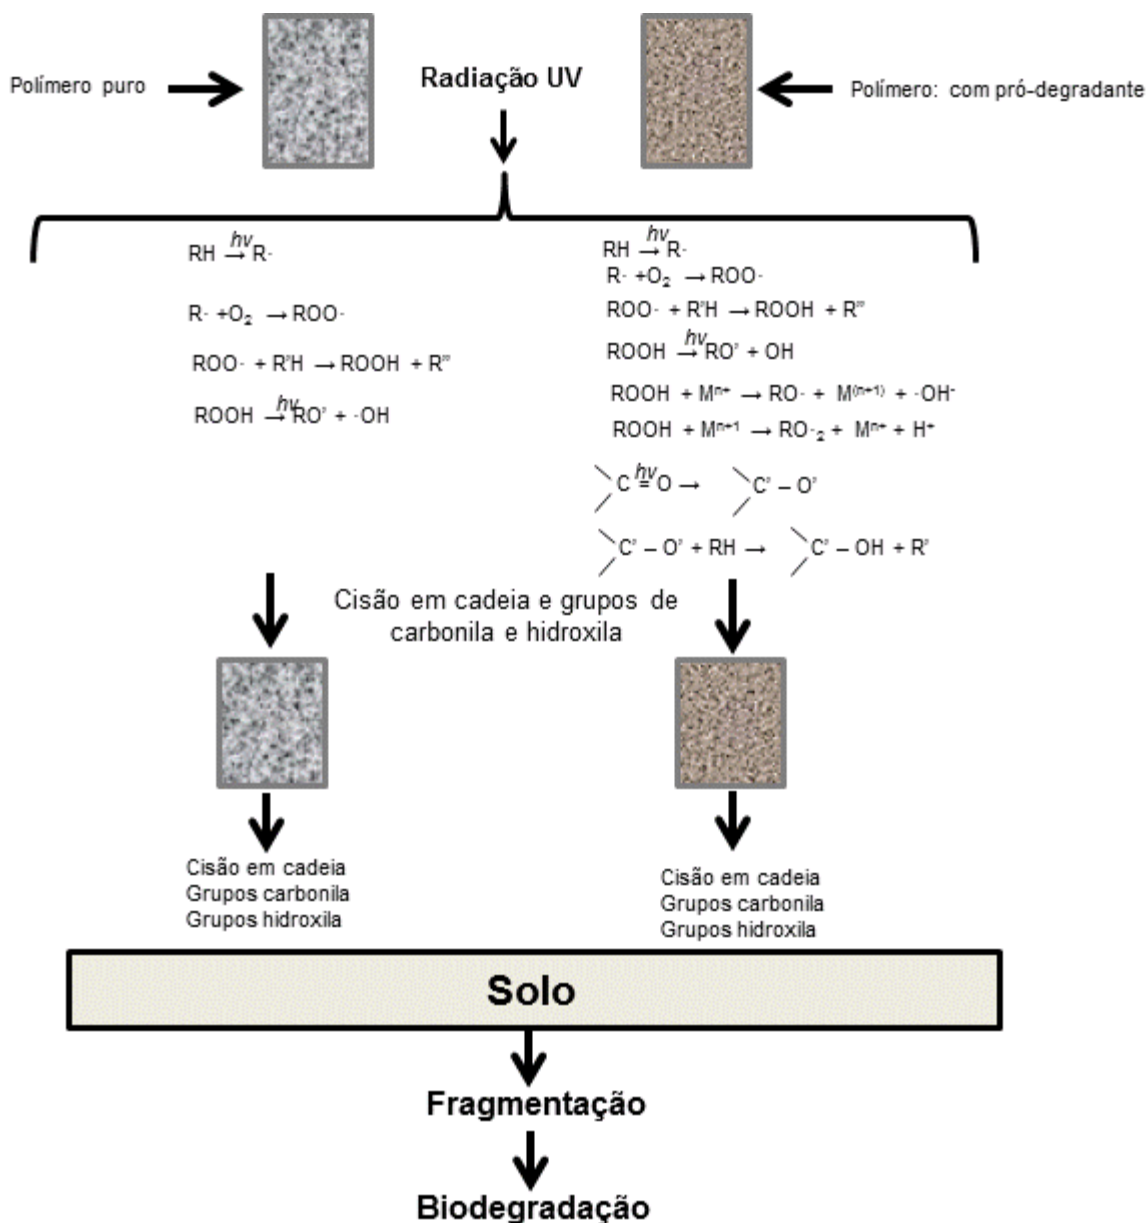 Polímero puro
Radiação UV
Polímero: com pró-degradante
RH hv→ R·
R· +O₂ → ROO·
ROO· + R'H → ROOH + R''
ROOH hv→ RO' + ·OH
RH hv→ R·
R· +O₂ → ROO·
ROO· + R'H → ROOH + R''
ROOH hv→ RO' + OH
ROOH + Mⁿ⁺ → RO· + M⁽ⁿ⁺¹⁾ + ·OH⁻
ROOH + Mⁿ⁺¹ → RO·₂ + Mⁿ⁺ + H⁺
C = O hv → C' – O'
C' – O' + RH → C' – OH + R'
Cisão em cadeia e grupos de
carbonila e hidroxila
Cisão em cadeia
Grupos carbonila
Grupos hidroxila
Cisão em cadeia
Grupos carbonila
Grupos hidroxila
Solo
Fragmentação
Biodegradação